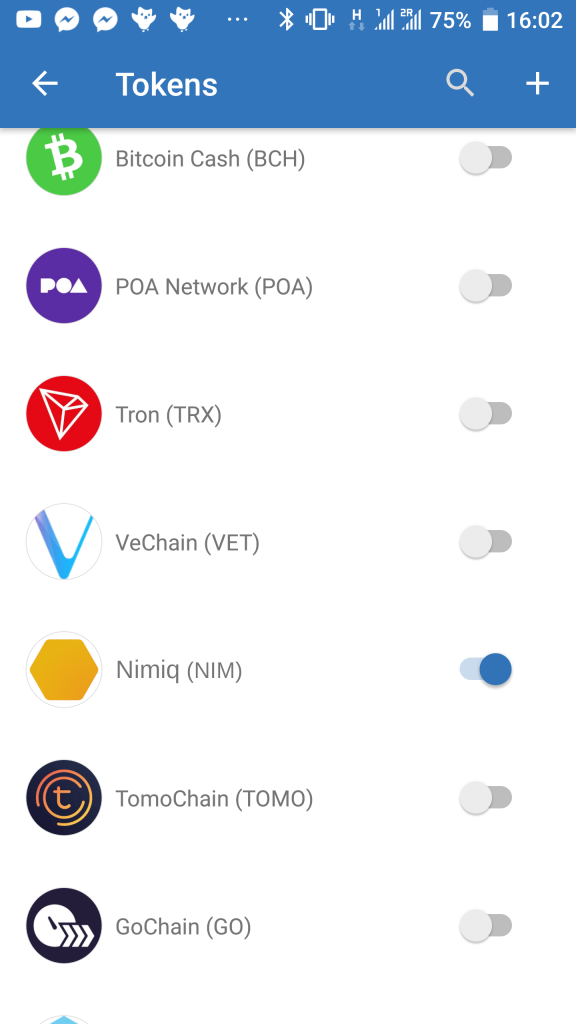 H 1 2R 75% 16:02
Tokens
Bitcoin Cash (BCH)
POA
POA Network (POA)
Tron (TRX)
VeChain (VET)
Nimiq (NIM)
TomoChain (TOMO)
GoChain (GO)